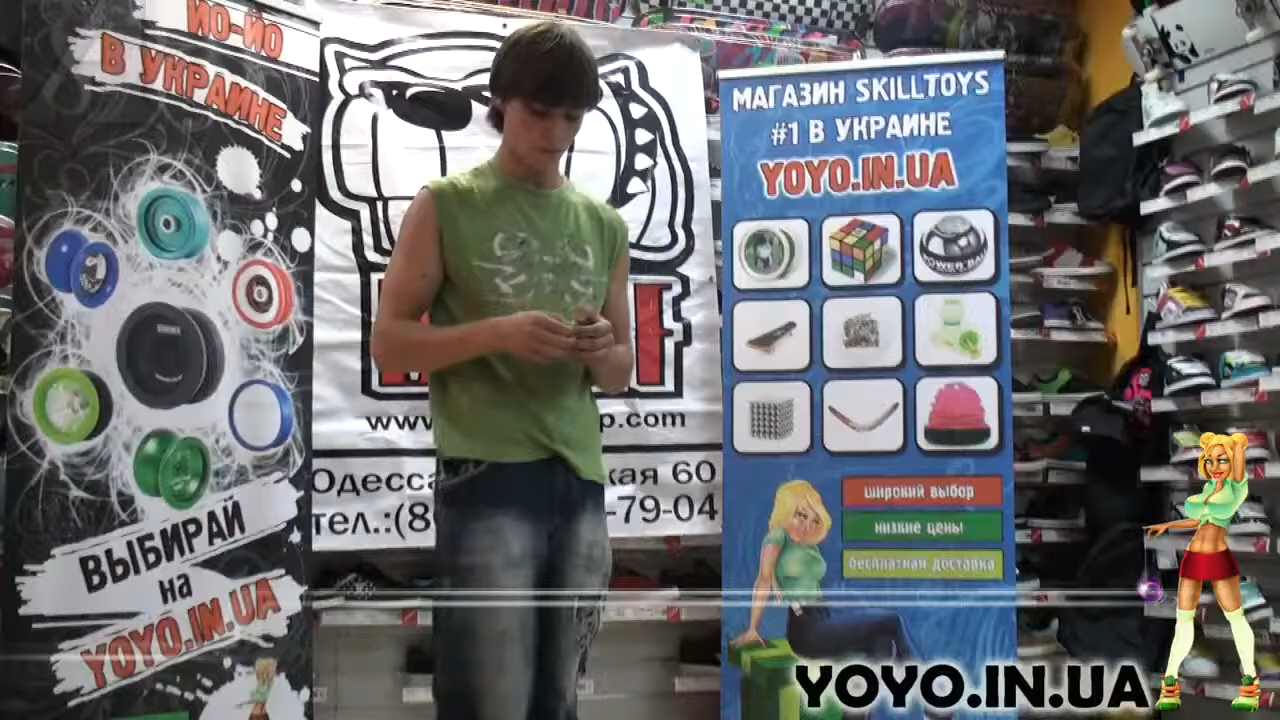 ЙО-ЙО
В УКРАИНЕ
ВЫБИРАЙ
на
YOYO.IN.UA
www
p.com
Одесса
кая 60
тел.:(8
-79-04
МАГАЗИН SKILLTOYS
#1 В УКРАИНЕ
YOYO.IN.UA
POWER BALL
широкий выбор
низкие цены
бесплатная доставка
YOYO.IN.UA